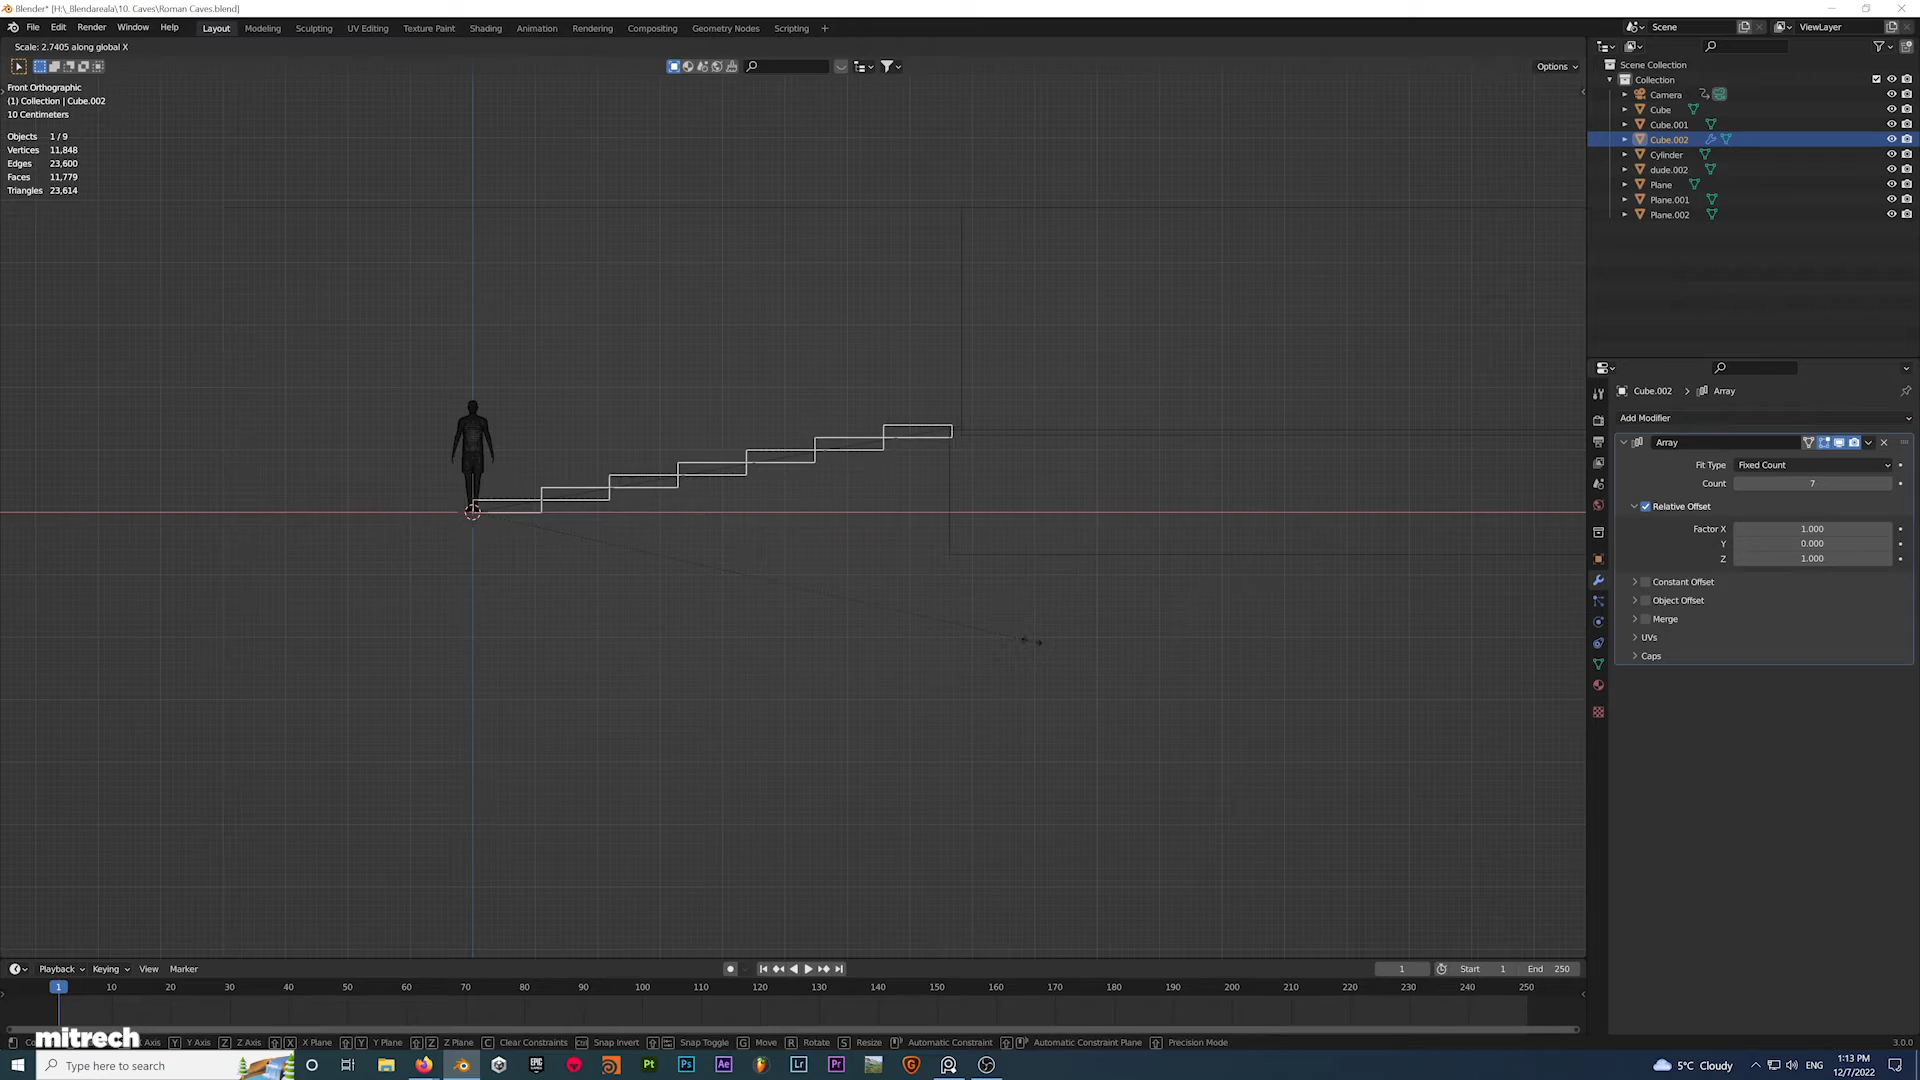 Blender* [H:\_Blendareala\10. Caves\Roman Caves.blend]
File Edit Render Window Help Layout Modeling Sculpting UV Editing Texture Paint Shading Animation Rendering Compositing Geometry Nodes Scripting + Scene ViewLayer
Scale: 2.7405 along global X
Options
Front Orthographic
(1) Collection | Cube.002
10 Centimeters
Objects 1 / 9
Vertices 11,848
Edges 23,600
Faces 11,779
Triangles 23,614
Scene Collection
Collection
Camera
Cube
Cube.001
Cube.002
Cylinder
dude.002
Plane
Plane.001
Plane.002
Cube.002 > Array
Add Modifier
Array
Fit Type Fixed Count
Count 7
Relative Offset
Factor X 1.000
Y 0.000
Z 1.000
Constant Offset
Object Offset
Merge
UVs
Caps
Playback Keying View Marker 1 Start 1 End 250
1 10 20 30 40 50 60 70 80 90 100 110 120 130 140 150 160 170 180 190 200 210 220 230 240 250
mitrech
Axis Y Y Axis Z Z Axis X X Plane Y Y Plane Z Z Plane C Clear Constraints Snap Invert Snap Toggle G Move R Rotate S Resize Automatic Constraint Automatic Constraint Plane Precision Mode 3.0.0
Type here to search EPIC GAMES Pt Ps Ae Lr Pr G 5°C Cloudy ENG 1:13 PM
12/7/2022